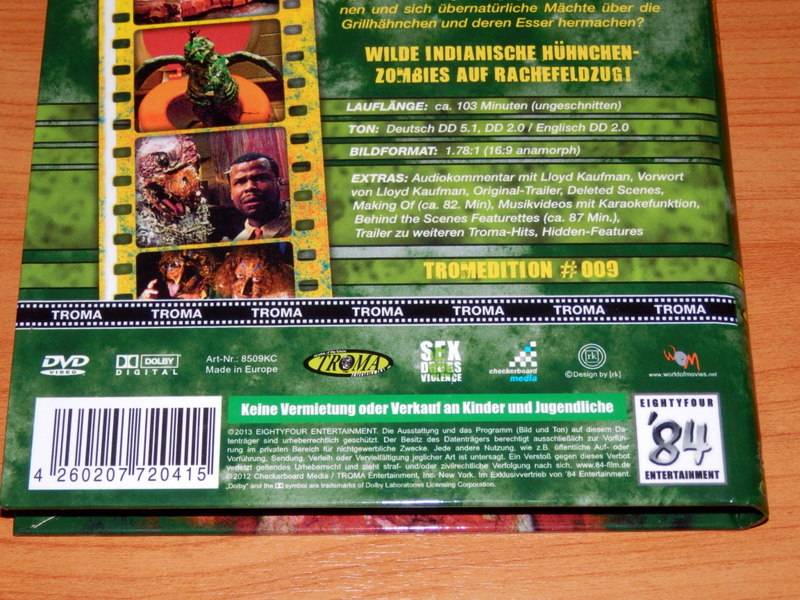 nen und sich übernatürliche Mächte über die
Grillhähnchen und deren Esser hermachen?
WILDE INDIANISCHE HÜHNCHEN-
ZOMBIES AUF RACHEFELDZUG!
LAUFLÄNGE: ca. 103 Minuten (ungeschnitten)
TON: Deutsch DD 5.1, DD 2.0 / Englisch DD 2.0
BILDFORMAT: 1.78:1 (16:9 anamorph)
EXTRAS: Audiokommentar mit Lloyd Kaufman, Vorwort
von Lloyd Kaufman, Original-Trailer, Deleted Scenes,
Making Of (ca. 82. Min), Musikvideos mit Karaokefunktion,
Behind the Scenes Featurettes (ca. 87 Min.),
Trailer zu weiteren Troma-Hits, Hidden-Features
TROMEDITION #009
TROMA TROMA TROMA TROMA TROMA TROMA TROMA
DVD
VIDEO
DOLBY
DIGITAL
Art-Nr.: 8509KC
Made in Europe
TROMA
SEX
DRUGS
VIOLENCE
checkerboard
media
[rk]
©Design by [rk]
WOM
www.worldofmovies.net
Keine Vermietung oder Verkauf an Kinder und Jugendliche
©2013 EIGHTYFOUR ENTERTAINMENT. Die Ausstattung und das Programm (Bild und Ton) auf diesem Da-
tenträger sind urheberrechtlich geschützt. Der Besitz des Datenträgers berechtigt ausschließlich zur Vorfüh-
rung im privaten Bereich für nichtgewerbliche Zwecke. Jede andere Nutzung, wie z.B. öffentliche Auf- oder
Vorführung, Sendung, Verleih oder Vervielfältigung jeglicher Art ist untersagt. Ein Verstoß gegen dieses Verbot
verletzt geltendes Urheberrecht und zieht straf- und/oder zivilrechtliche Verfolgung nach sich. www.84-film.de
©2012 Checkerboard Media / TROMA Entertainment, Inc. New York. Im Exklusivvertrieb von '84 Entertainment.
„Dolby" and the DD symbol are trademarks of Dolby Laboratories Licensing Corporation.
4 260207 720415
EIGHTYFOUR
'84
ENTERTAINMENT